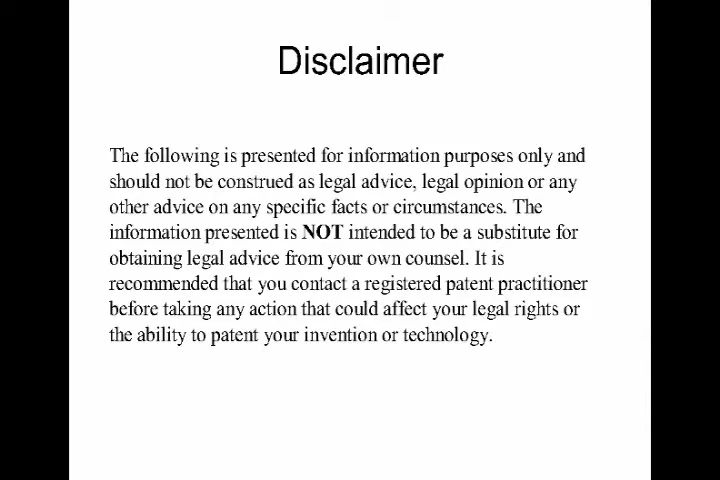 Disclaimer
The following is presented for information purposes only and
should not be construed as legal advice, legal opinion or any
other advice on any specific facts or circumstances. The
information presented is NOT intended to be a substitute for
obtaining legal advice from your own counsel. It is
recommended that you contact a registered patent practitioner
before taking any action that could affect your legal rights or
the ability to patent your invention or technology.